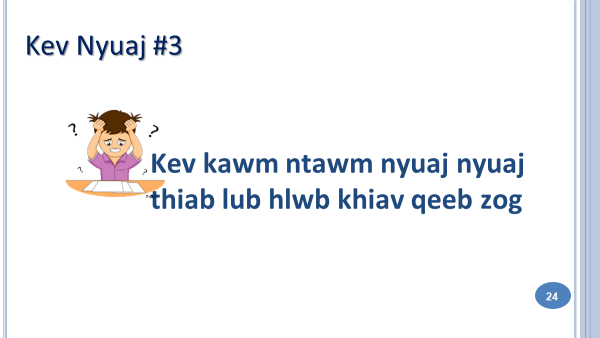 Kev Nyuaj #3
? ?
? ?
Kev kawm ntawm nyuaj nyuaj
thiab lub hlwb khiav qeeb zog
24